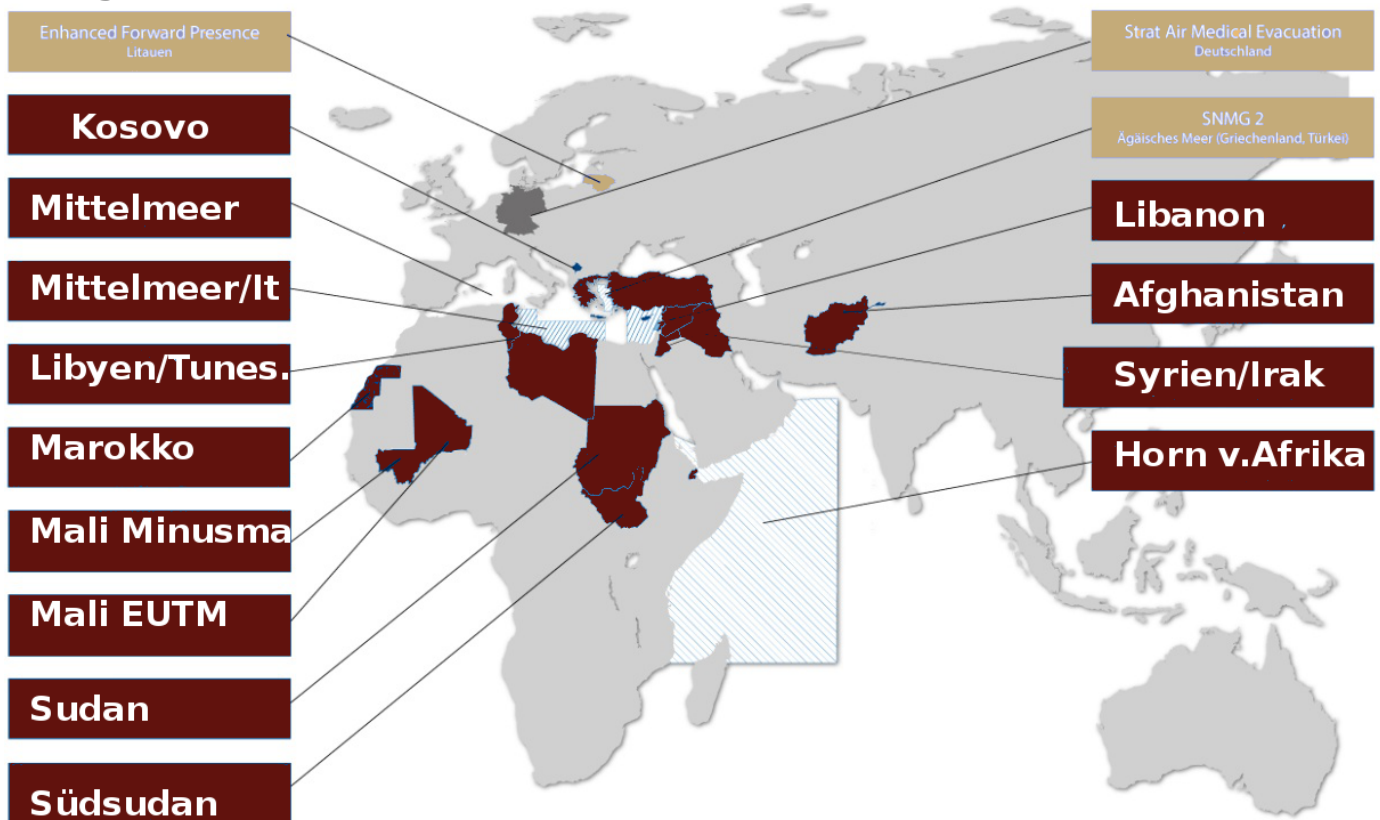 Enhanced Forward Presence
Litauen
Kosovo
Mittelmeer
Mittelmeer/It
Libyen/Tunes.
Marokko
Mali Minusma
Mali EUTM
Sudan
Südsudan
Strat Air Medical Evacuation
Deutschland
SNMG 2
Ägäisches Meer (Griechenland, Türkei)
Libanon
Afghanistan
Syrien/Irak
Horn v.Afrika